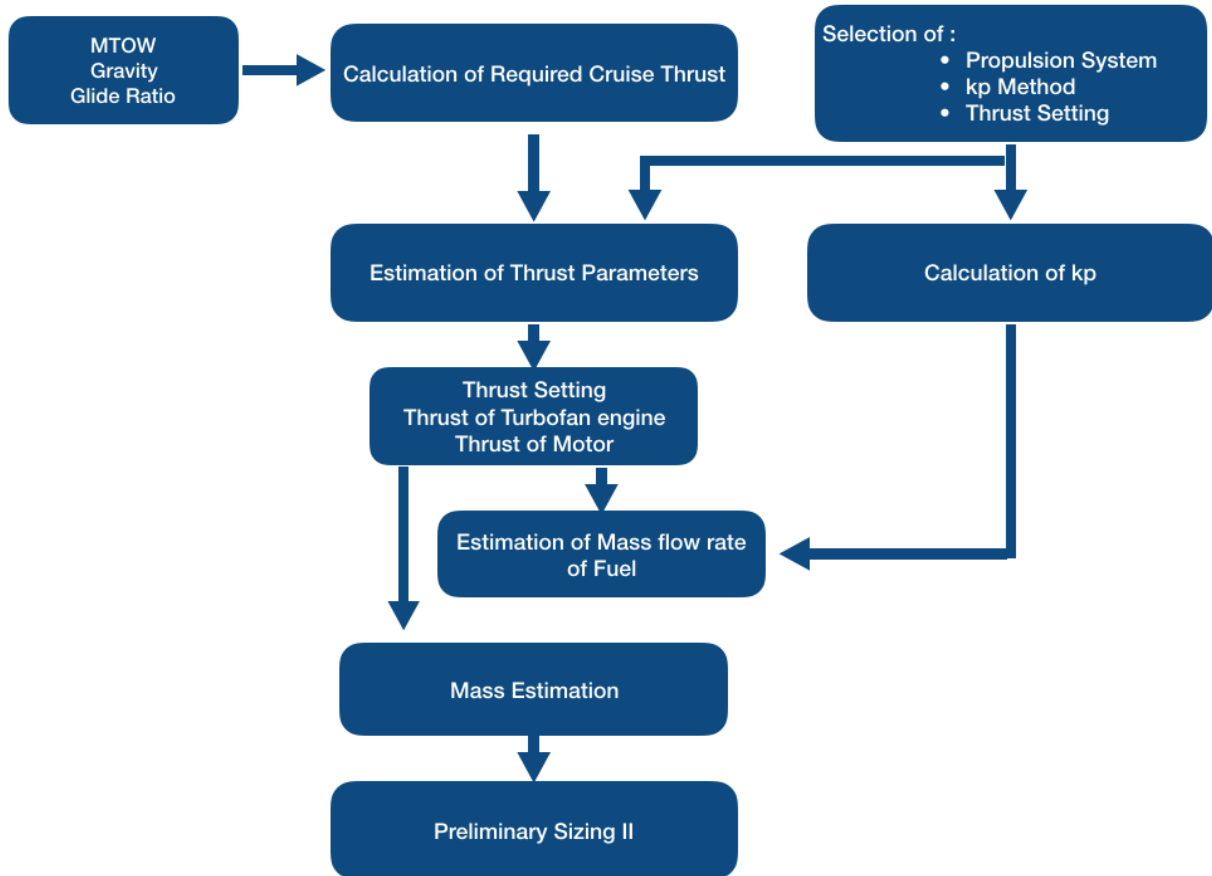 MTOW
Gravity
Glide Ratio
Calculation of Required Cruise Thrust
Selection of :
• Propulsion System
• kp Method
• Thrust Setting
Estimation of Thrust Parameters
Calculation of kp
Thrust Setting
Thrust of Turbofan engine
Thrust of Motor
Estimation of Mass flow rate
of Fuel
Mass Estimation
Preliminary Sizing II